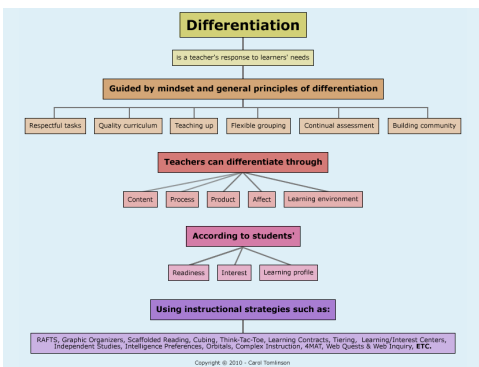 Differentiation
is a teacher's response to learners' needs
Guided by mindset and general principles of differentiation
Respectful tasks
Quality curriculum
Teaching up
Flexible grouping
Continual assessment
Building community
Teachers can differentiate through
Content
Process
Product
Affect
Learning environment
According to students'
Readiness
Interest
Learning profile
Using instructional strategies such as:
RAFTS, Graphic Organizers, Scaffolded Reading, Cubing, Think-Tac-Toe, Learning Contracts, Tiering, Learning/Interest Centers,
Independent Studies, Intelligence Preferences, Orbitals, Complex Instruction, 4MAT, Web Quests & Web Inquiry, ETC.
Copyright © 2010 - Carol Tomlinson